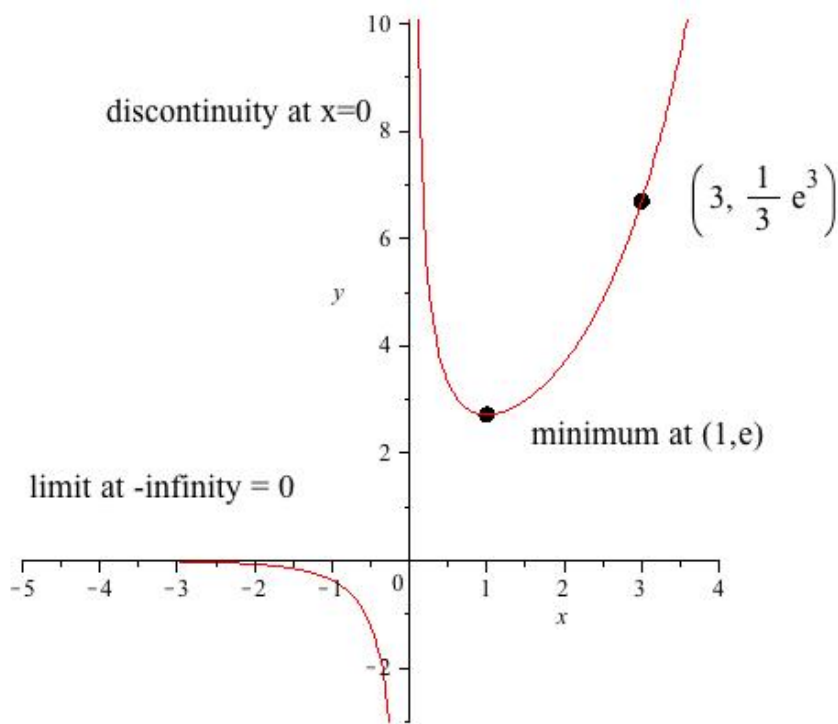 10
discontinuity at x=0
8
(3, 1/3 e^3)
6
y
4
minimum at (1,e)
2
limit at -infinity = 0
-5 -4 -3 -2 -1 0 1 2 3 4
x
-2